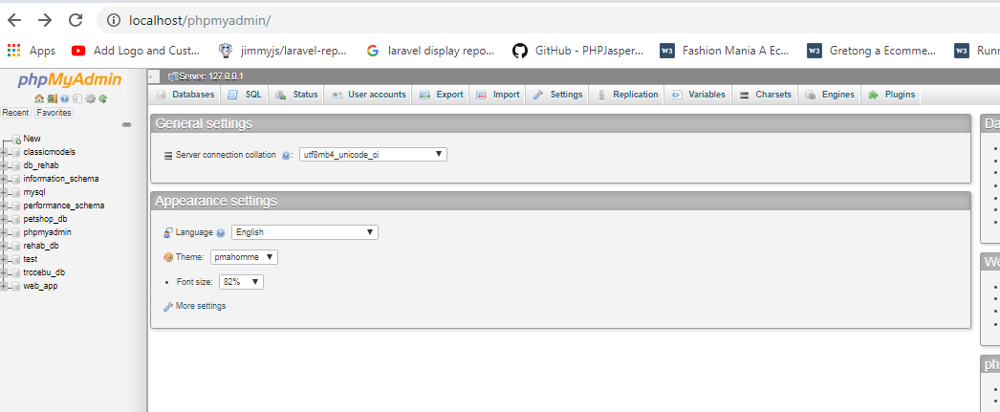 localhost/phpmyadmin/
Apps Add Logo and Cust... jimmyjs/laravel-rep... laravel display repo... GitHub - PHPJasper... Fashion Mania A Ec... Gretong a Ecomme... Runn
phpMyAdmin
Recent Favorites
New
classicmodels
db_rehab
information_schema
mysql
performance_schema
petshop_db
phpmyadmin
rehab_db
test
trccebu_db
web_app
Server: 127.0.0.1
Databases SQL Status User accounts Export Import Settings Replication Variables Charsets Engines Plugins
General settings
Server connection collation : utf8mb4_unicode_ci
Appearance settings
Language English
Theme: pmahomme
Font size: 82%
More settings
Da
We
ph